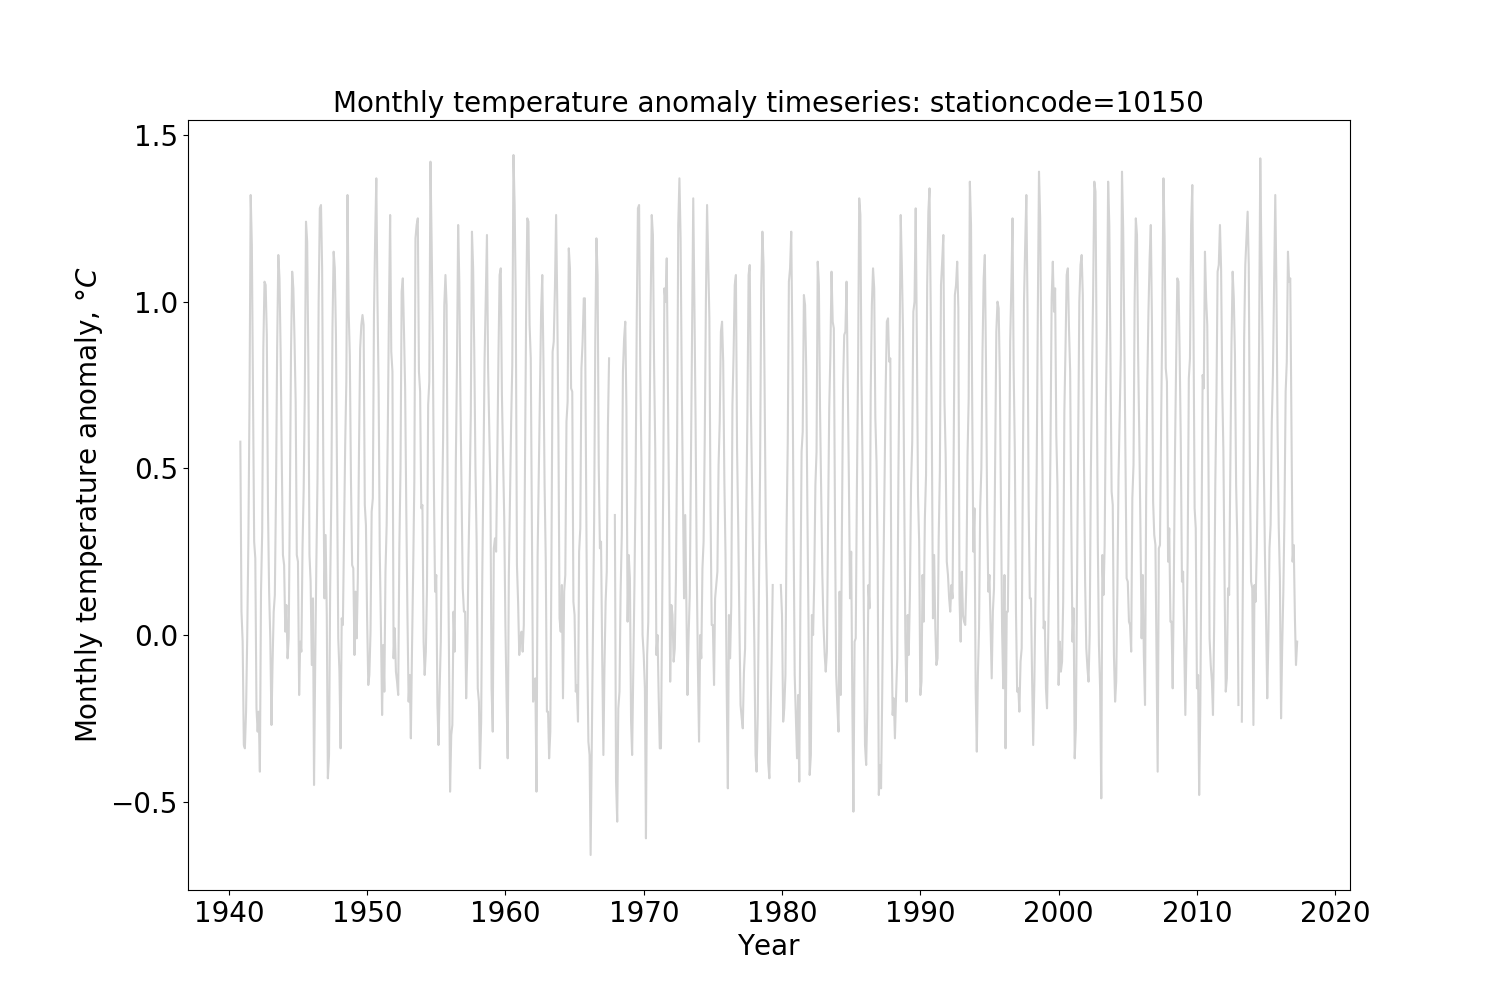 Monthly temperature anomaly timeseries: stationcode=10150
1.5
1.0
0.5
0.0
−0.5
Monthly temperature anomaly, °C
1940 1950 1960 1970 1980 1990 2000 2010 2020
Year